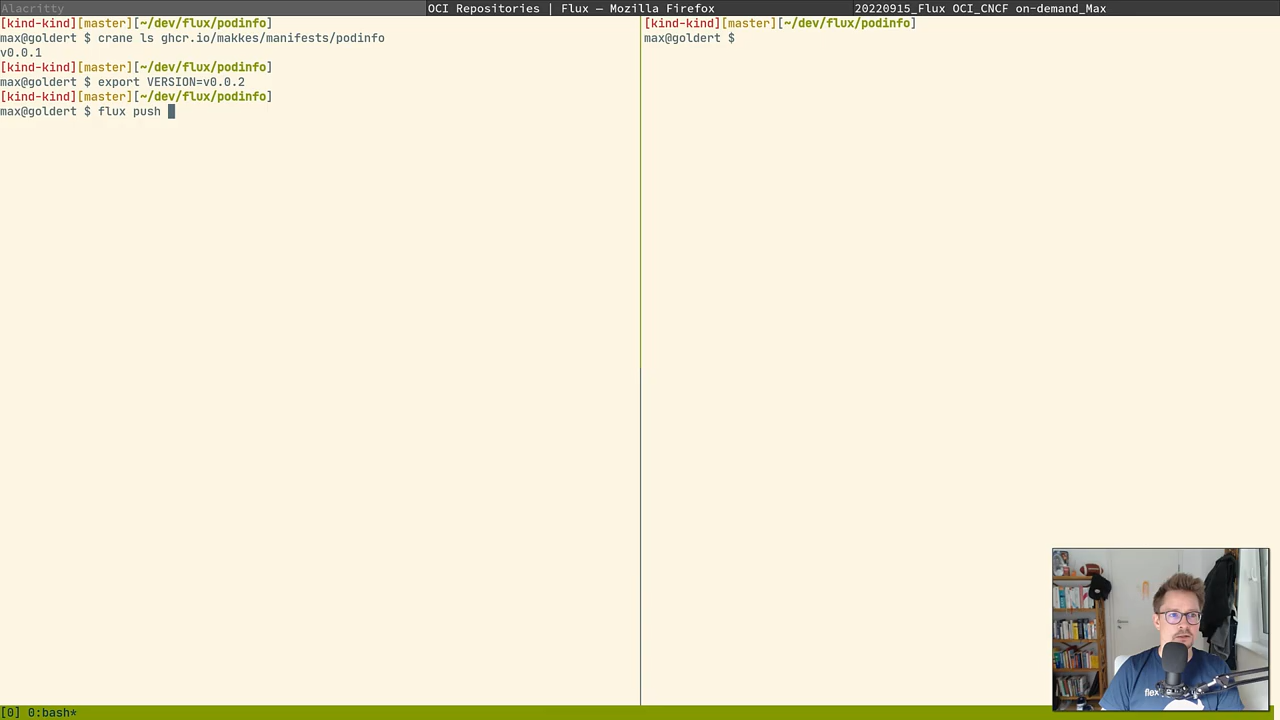 Alacritty
OCI Repositories | Flux — Mozilla Firefox
20220915_Flux OCI_CNCF on-demand_Max
[kind-kind][master][~/dev/flux/podinfo]
max@goldert $ crane ls ghcr.io/makkes/manifests/podinfo
v0.0.1
[kind-kind][master][~/dev/flux/podinfo]
max@goldert $ export VERSION=v0.0.2
[kind-kind][master][~/dev/flux/podinfo]
max@goldert $ flux push
[kind-kind][master][~/dev/flux/podinfo]
max@goldert $
flex
[0] 0:bash*